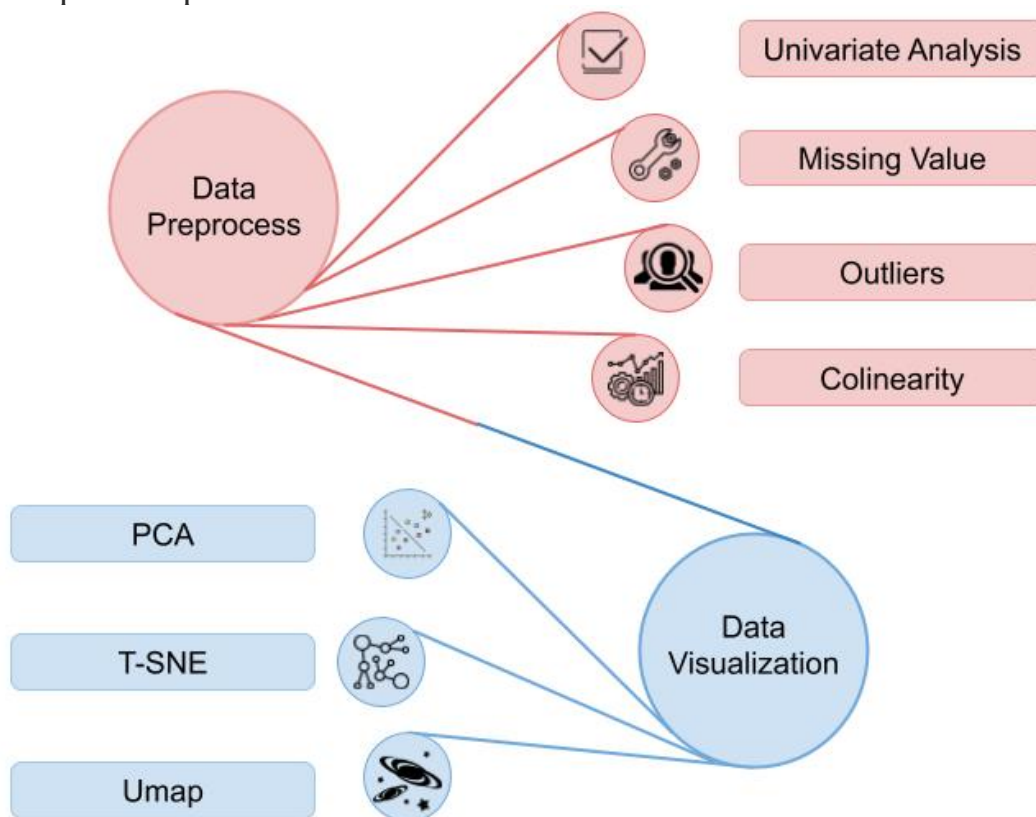 Univariate Analysis
Data
Preprocess
Missing Value
Outliers
Colinearity
PCA
T-SNE
Data
Visualization
Umap